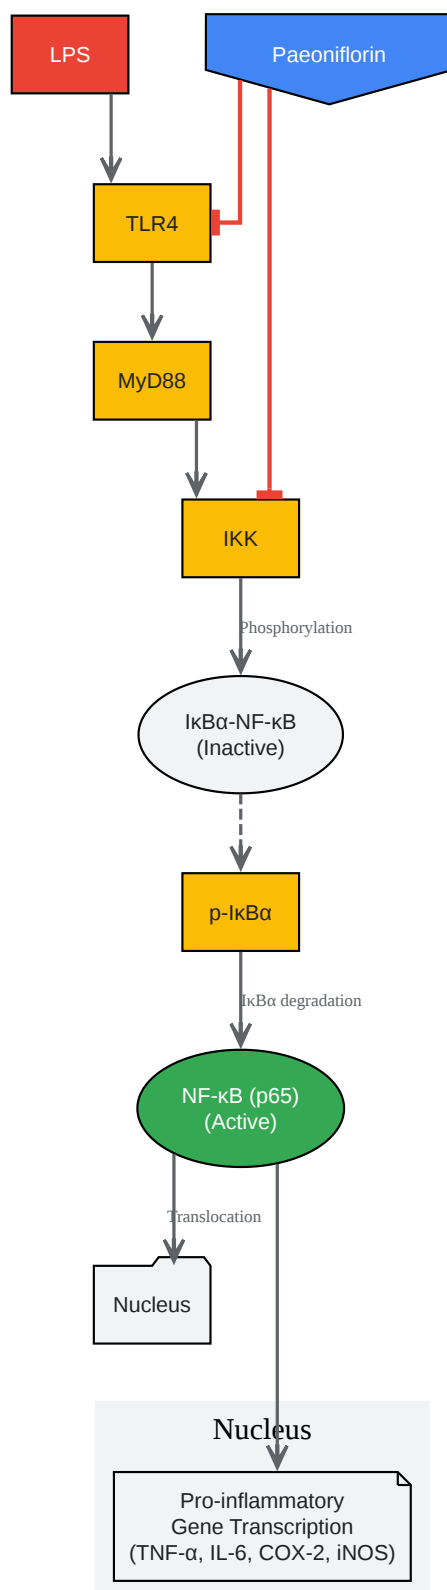 LPS
Paeoniflorin
TLR4
MyD88
IKK
Phosphorylation
IκBα-NF-κB
(Inactive)
p-IκBα
IκBα degradation
NF-κB (p65)
(Active)
Translocation
Nucleus
Nucleus
Pro-inflammatory
Gene Transcription
(TNF-α, IL-6, COX-2, iNOS)